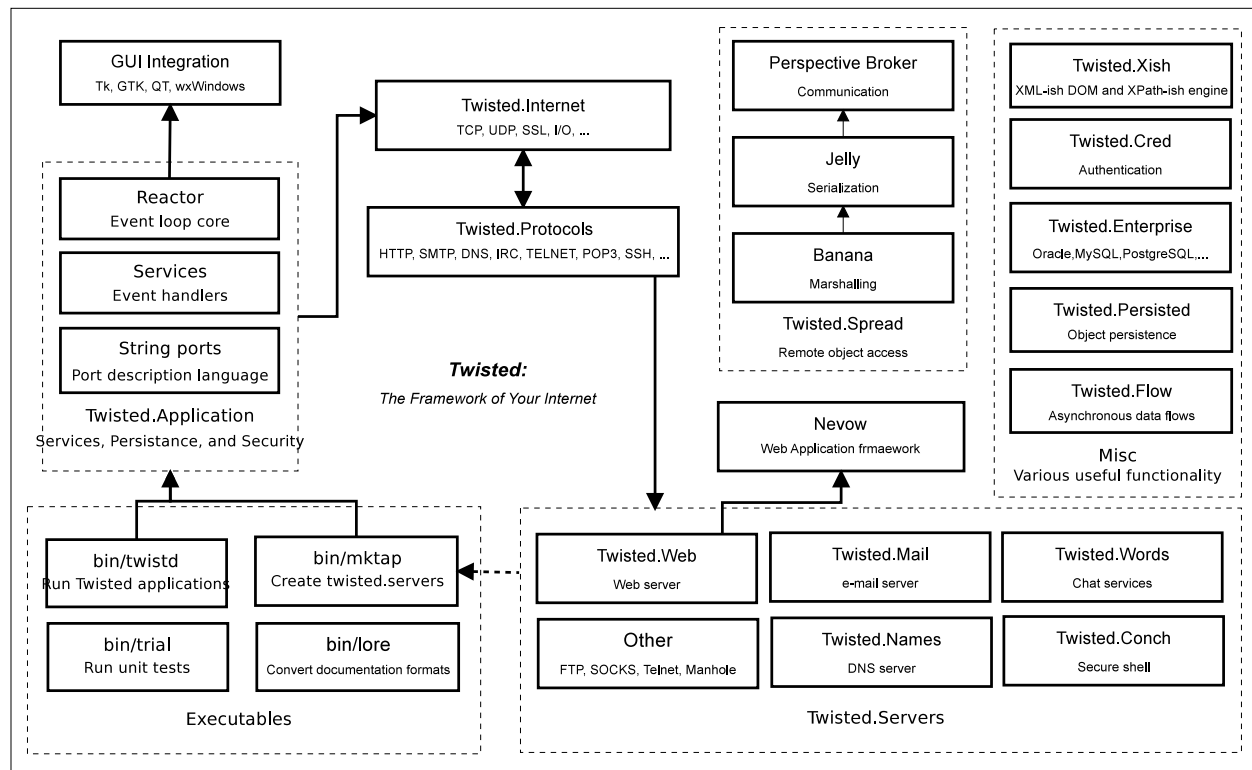 GUI Integration
Tk, GTK, QT, wxWindows
Reactor
Event loop core
Services
Event handlers
String ports
Port description language
Twisted.Application
Services, Persistance, and Security
Twisted.Internet
TCP, UDP, SSL, I/O, ...
Twisted.Protocols
HTTP, SMTP, DNS, IRC, TELNET, POP3, SSH, ...
Twisted:
The Framework of Your Internet
Perspective Broker
Communication
Jelly
Serialization
Banana
Marshalling
Twisted.Spread
Remote object access
Twisted.Xish
XML-ish DOM and XPath-ish engine
Twisted.Cred
Authentication
Twisted.Enterprise
Oracle,MySQL,PostgreSQL,...
Twisted.Persisted
Object persistence
Twisted.Flow
Asynchronous data flows
Misc
Various useful functionality
Nevow
Web Application frmaework
bin/twistd
Run Twisted applications
bin/mktap
Create twisted.servers
bin/trial
Run unit tests
bin/lore
Convert documentation formats
Executables
Twisted.Web
Web server
Twisted.Mail
e-mail server
Twisted.Words
Chat services
Other
FTP, SOCKS, Telnet, Manhole
Twisted.Names
DNS server
Twisted.Conch
Secure shell
Twisted.Servers